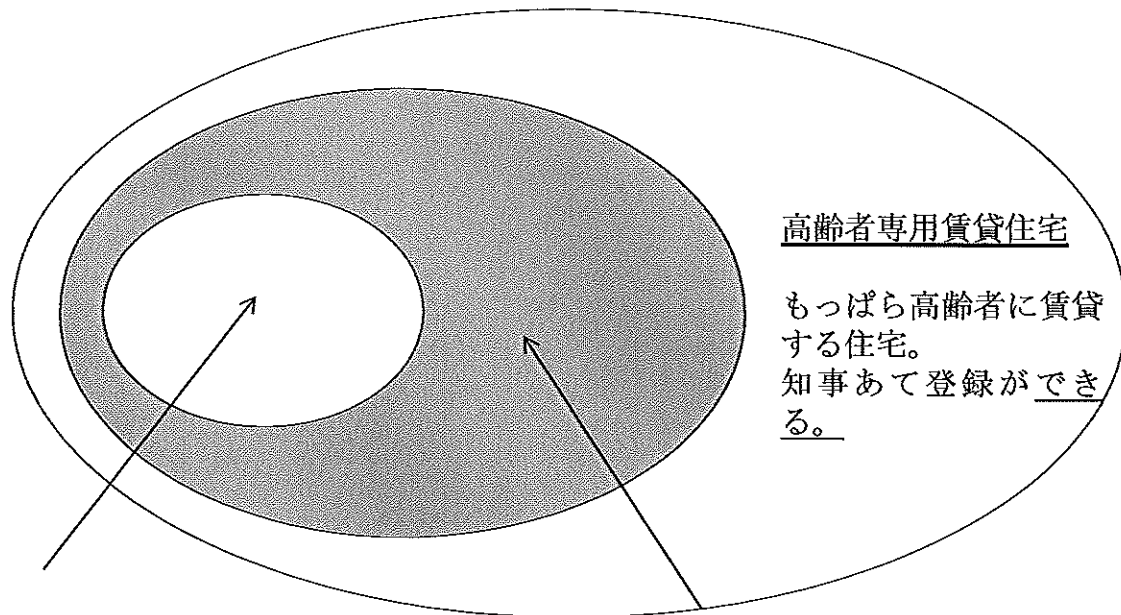 高齢者専用賃貸住宅
もっぱら高齢者に賃貸
する住宅。
知事あて登録ができ
る。